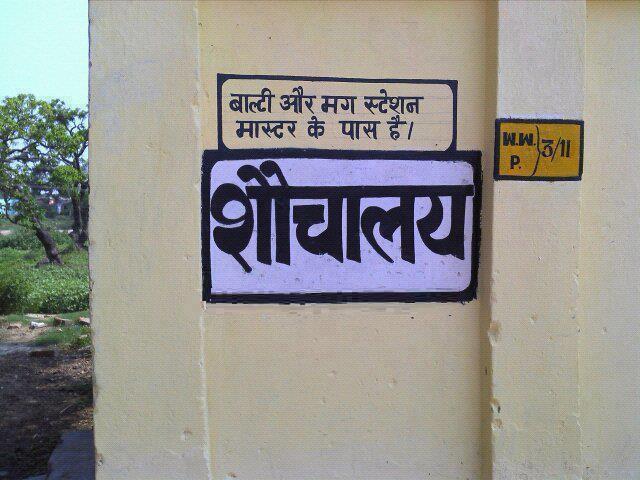 बाल्टी और मग स्टेशन
मास्टर के पास है।
शौचालय
W.W.
P.
3/11